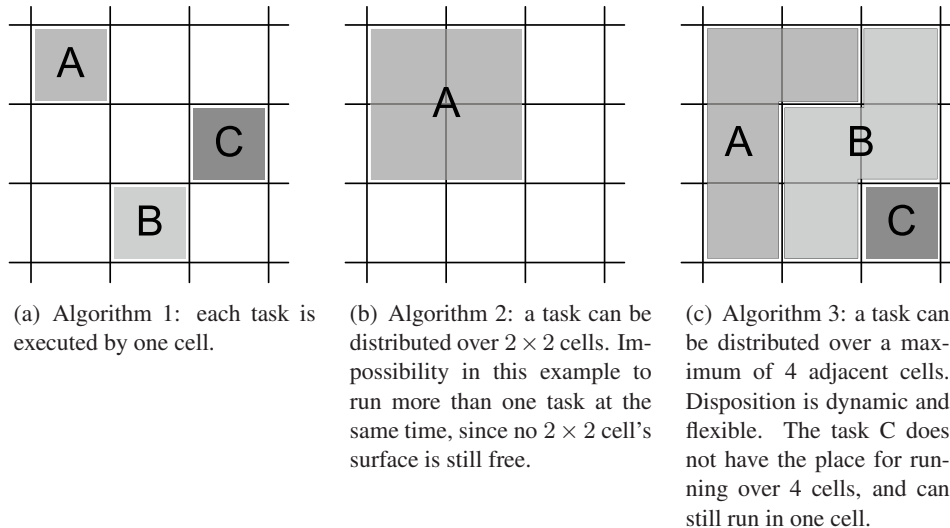 A
C
B
A
A
B
C
(a) Algorithm 1: each task is
executed by one cell.
(b) Algorithm 2: a task can be
distributed over 2 × 2 cells. Im-
possibility in this example to
run more than one task at the
same time, since no 2 × 2 cell's
surface is still free.
(c) Algorithm 3: a task can
be distributed over a max-
imum of 4 adjacent cells.
Disposition is dynamic and
flexible. The task C does
not have the place for run-
ning over 4 cells, and can
still run in one cell.